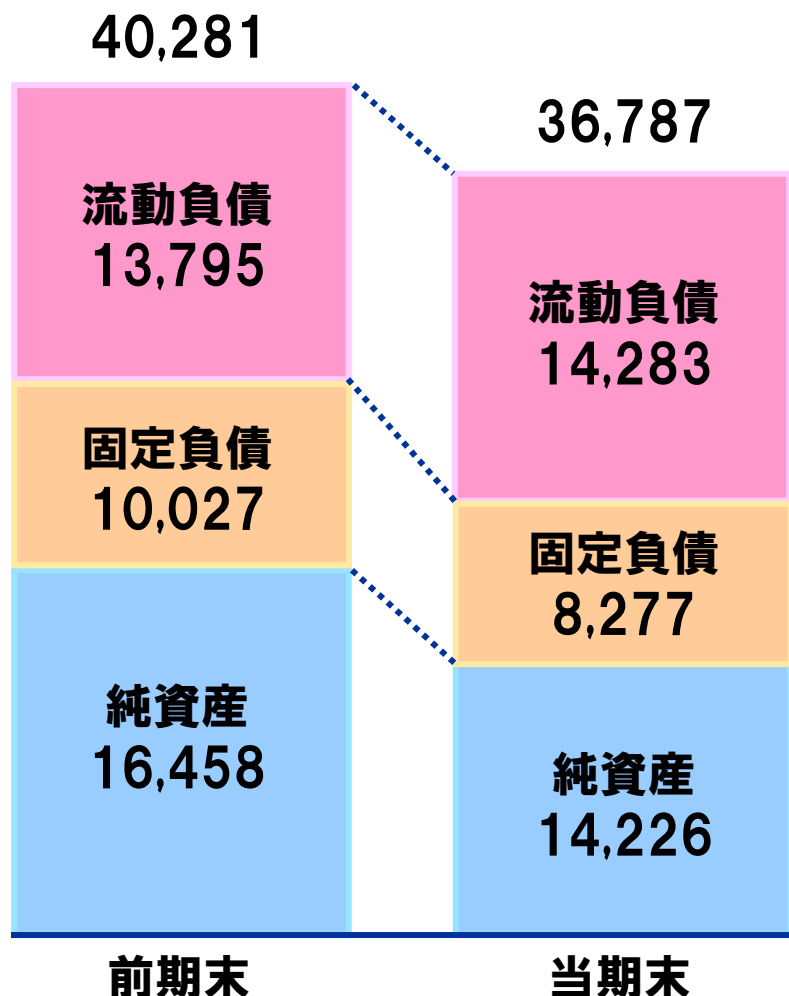 40,281
流動負債
13,795
固定負債
10,027
純資産
16,458
前期末
36,787
流動負債
14,283
固定負債
8,277
純資産
14,226
当期末